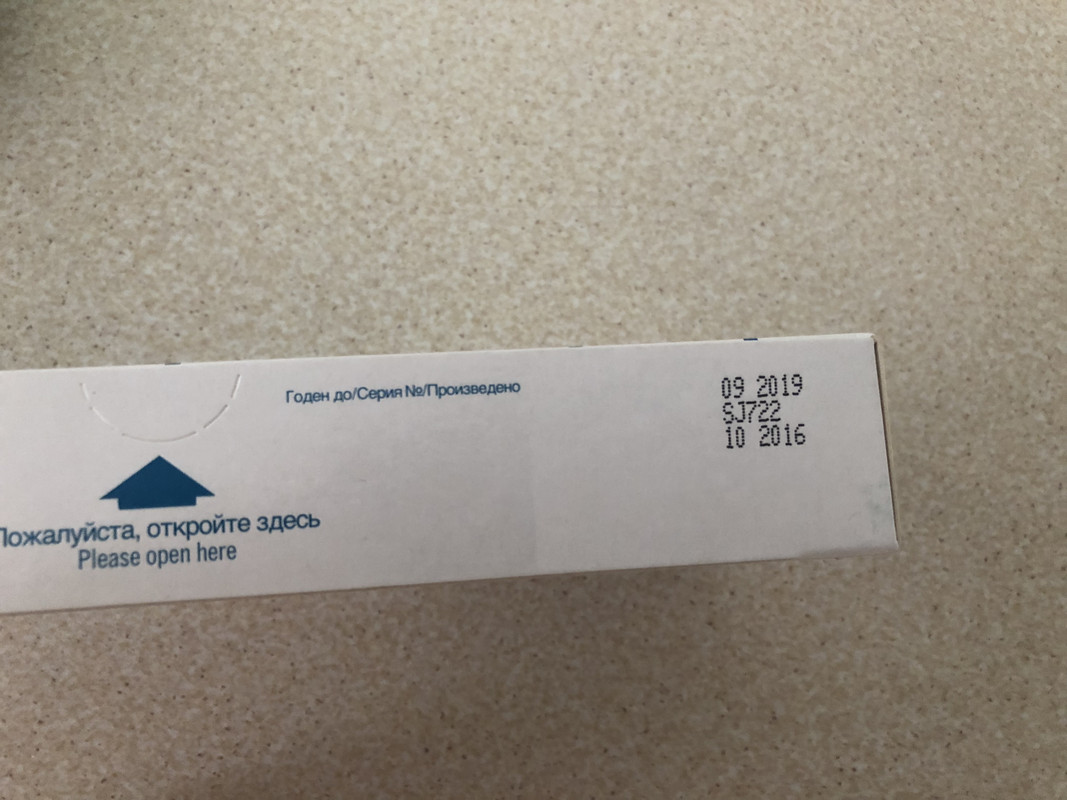 Годен до/Серия №/Произведено
09 2019
SJ722
10 2016
Пожалуйста, откройте здесь
Please open here